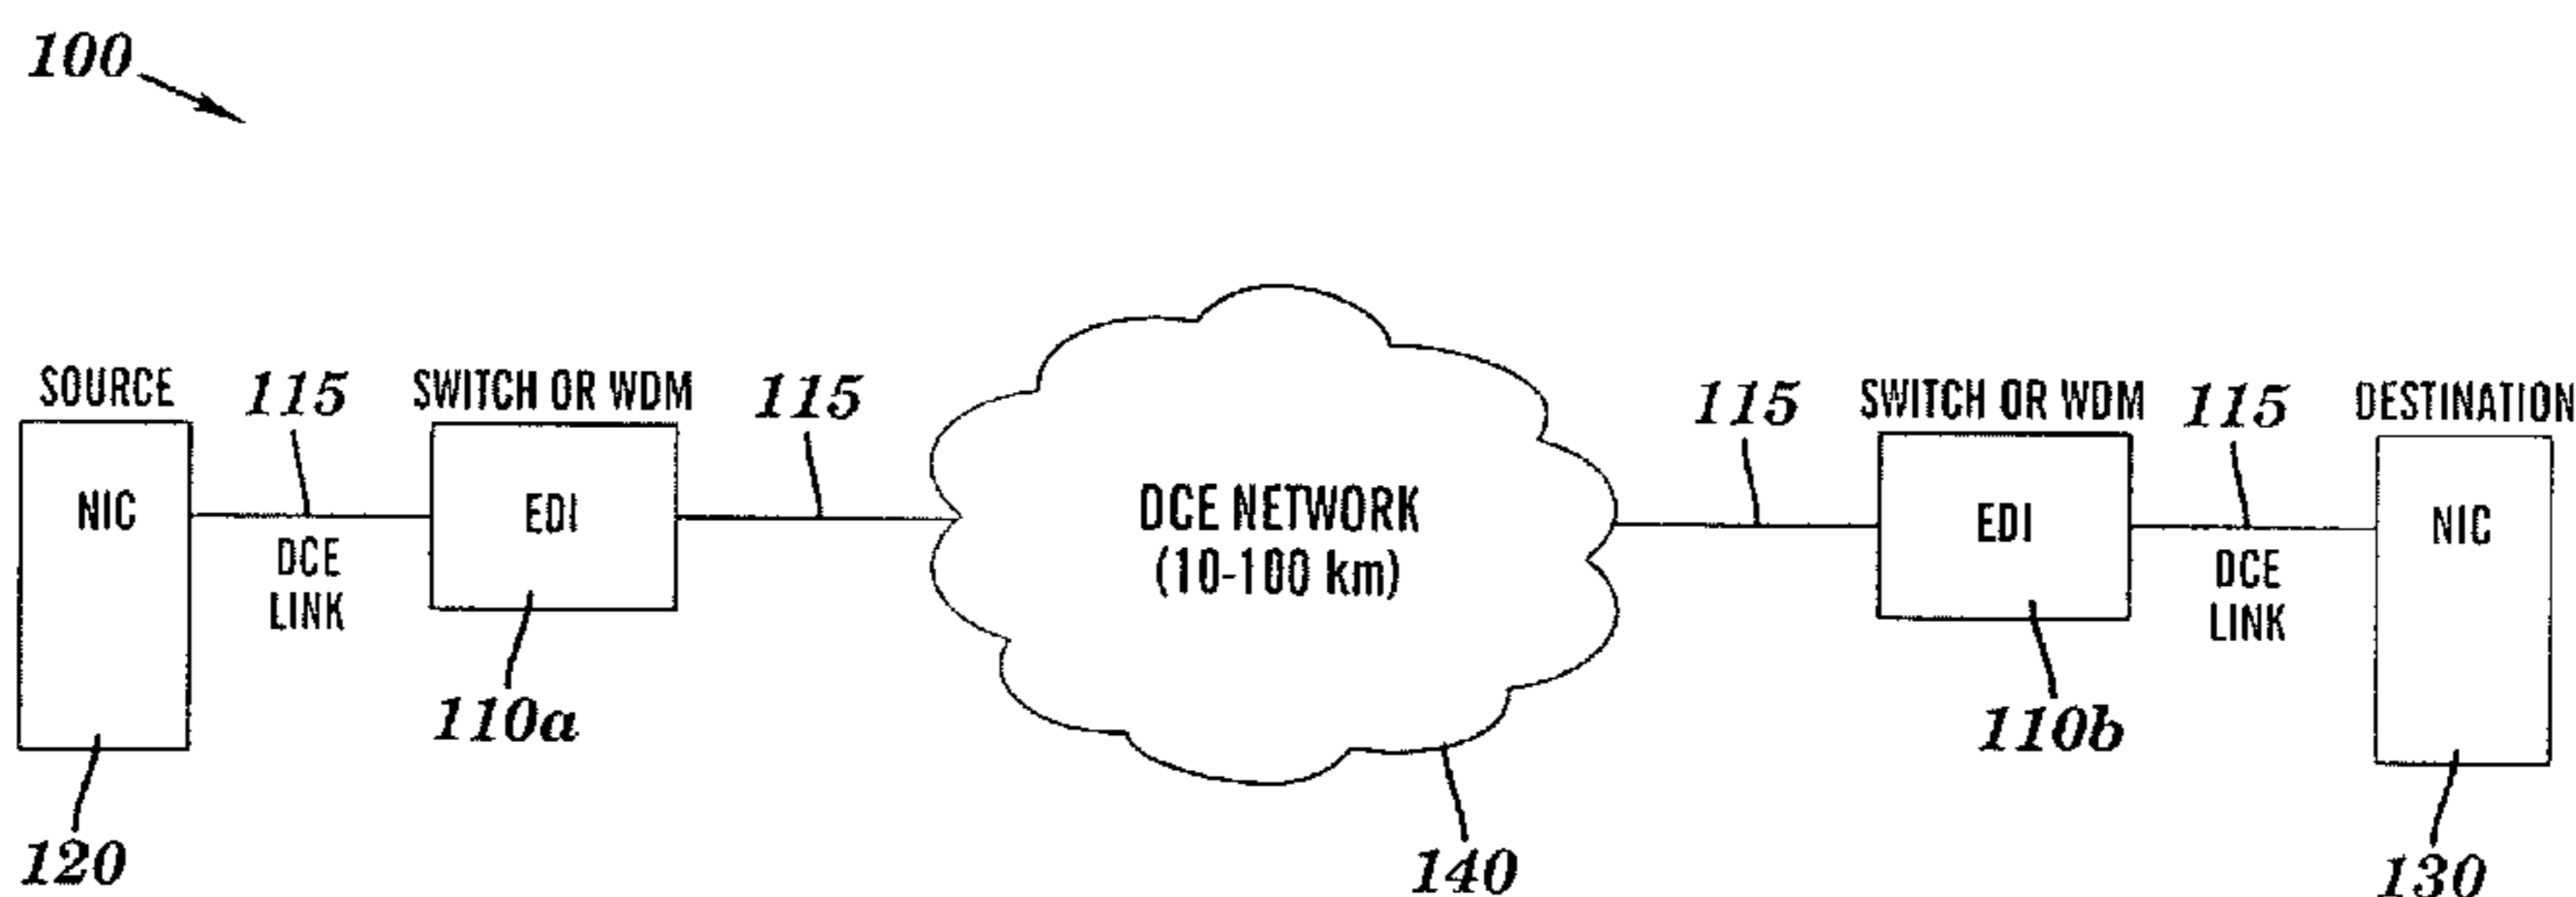 100
SOURCE
115
SWITCH OR WDM
115
115
SWITCH OR WDM
115
DESTINATION
NIC
DCE
LINK
EDI
DCE NETWORK
(10-100 km)
EDI
DCE
LINK
NIC
120
110a
140
110b
130